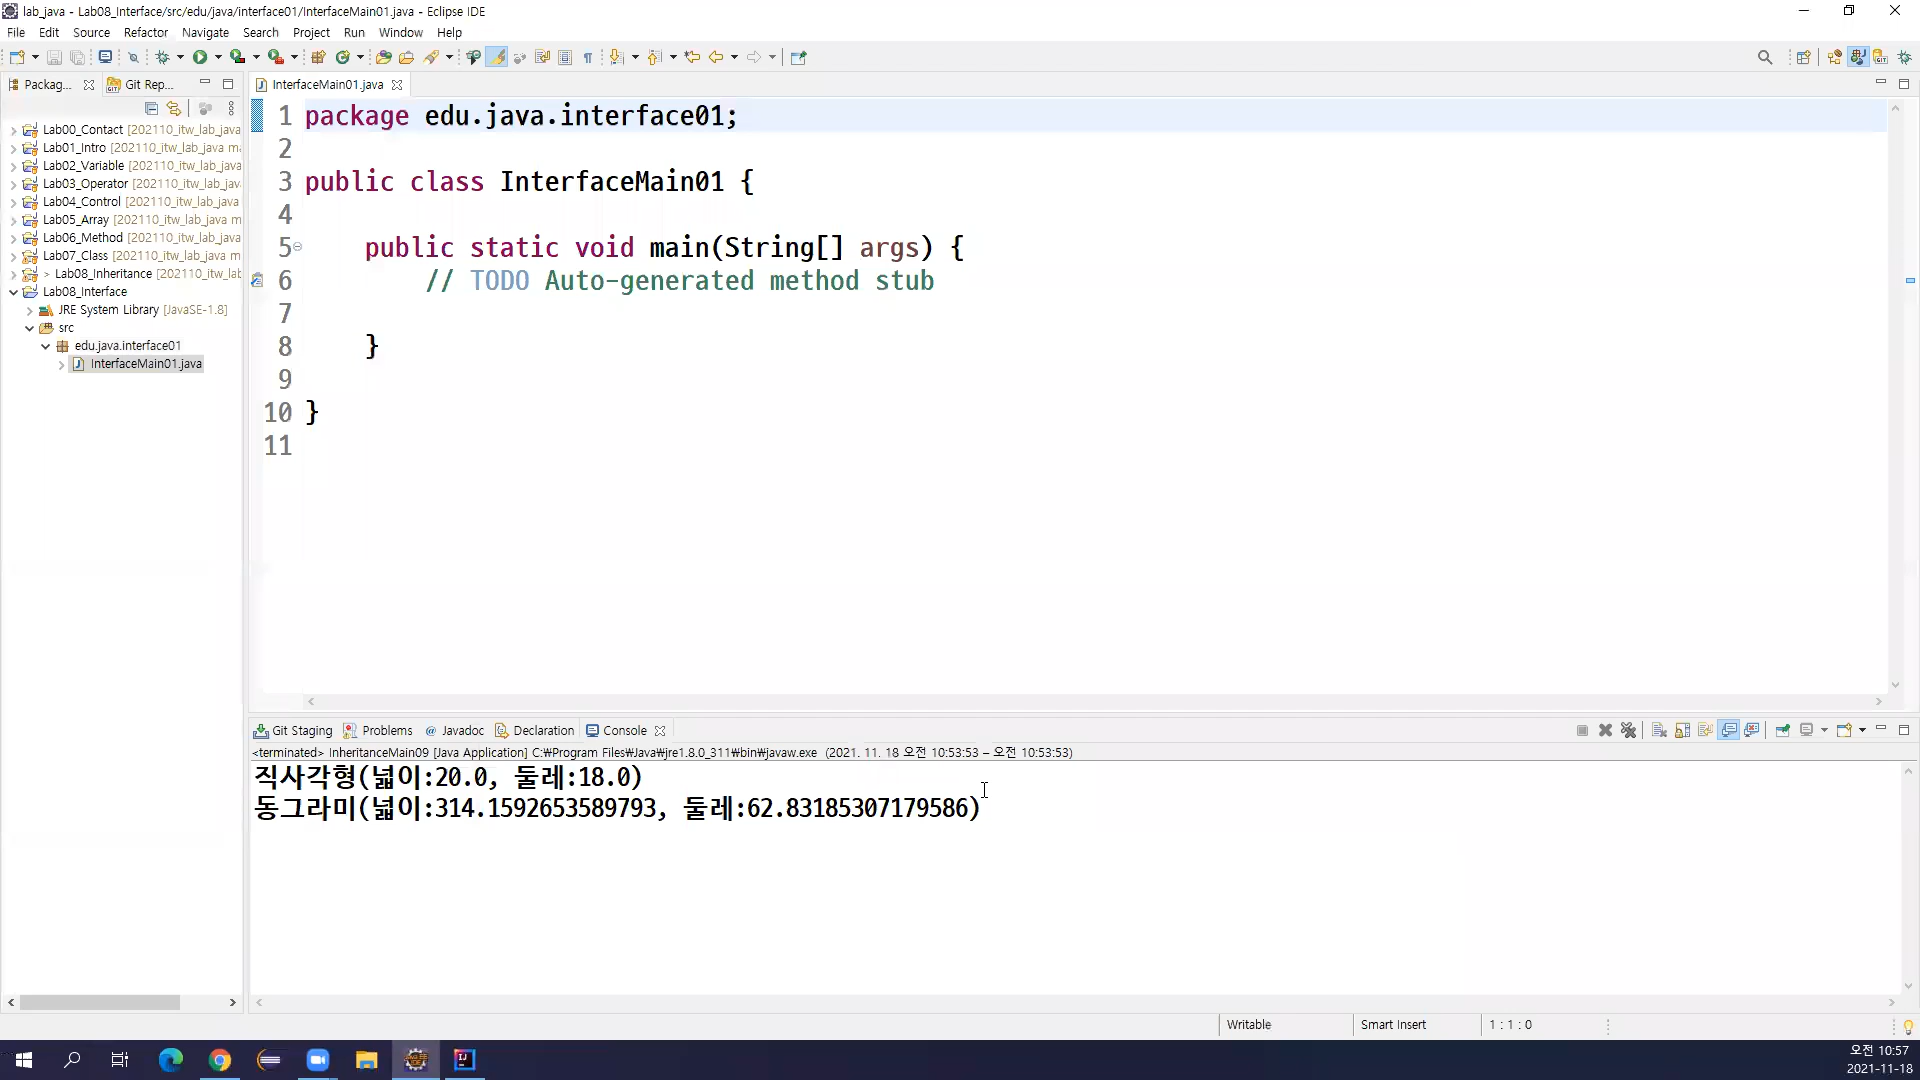 lab_java - Lab08_Interface/src/edu/java/interface01/InterfaceMain01.java - Eclipse IDE
File Edit Source Refactor Navigate Search Project Run Window Help
Packag... Git Rep...
InterfaceMain01.java
Lab00_Contact [202110_itw_lab_java
Lab01_Intro [202110_itw_lab_java m
Lab02_Variable [202110_itw_lab_java
Lab03_Operator [202110_itw_lab_jav
Lab04_Control [202110_itw_lab_java
Lab05_Array [202110_itw_lab_java m
Lab06_Method [202110_itw_lab_java
Lab07_Class [202110_itw_lab_java m
> Lab08_Inheritance [202110_itw_lab
Lab08_Interface
JRE System Library [JavaSE-1.8]
src
edu.java.interface01
InterfaceMain01.java
1 package edu.java.interface01;
2
3 public class InterfaceMain01 {
4
5 public static void main(String[] args) {
6 // TODO Auto-generated method stub
7
8 }
9
10 }
11
Git Staging Problems @ Javadoc Declaration Console
<terminated> InheritanceMain09 [Java Application] C:₩Program Files₩Java₩jre1.8.0_311₩bin₩javaw.exe (2021. 11. 18 오전 10:53:53 – 오전 10:53:53)
직사각형(넓이:20.0, 둘레:18.0)
동그라미(넓이:314.1592653589793, 둘레:62.83185307179586)
Writable Smart Insert 1 : 1 : 0
오전 10:57
2021-11-18